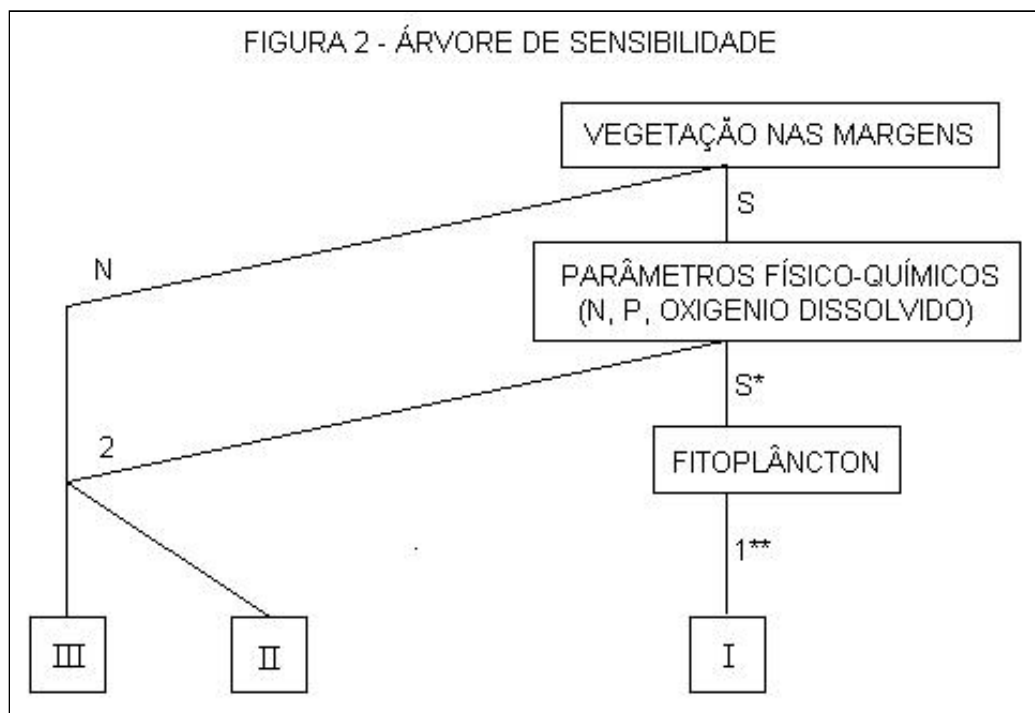 FIGURA 2 - ÁRVORE DE SENSIBILIDADE
VEGETAÇÃO NAS MARGENS
S
N
PARÂMETROS FÍSICO-QUÍMICOS
(N, P, OXIGENIO DISSOLVIDO)
S*
2
FITOPLÂNCTON
1**
III
II
I